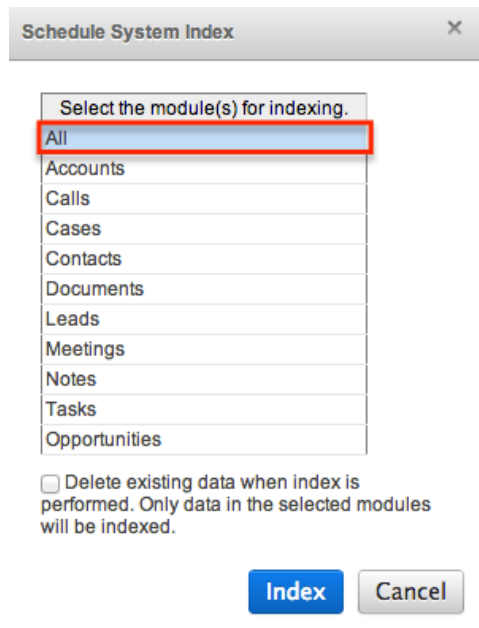 Schedule System Index
×
Select the module(s) for indexing.
All
Accounts
Calls
Cases
Contacts
Documents
Leads
Meetings
Notes
Tasks
Opportunities
Delete existing data when index is
performed. Only data in the selected modules
will be indexed.
Index Cancel